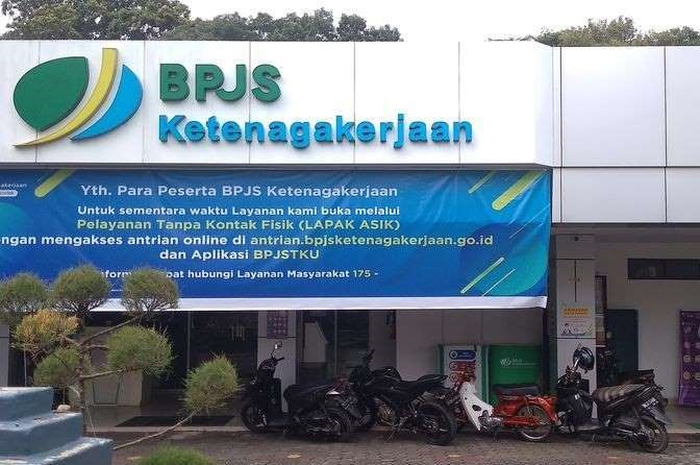 BPJS
Ketenagakerjaan
Yth. Para Peserta BPJS Ketenagakerjaan
Untuk sementara waktu Layanan kami buka melalui
Pelayanan Tanpa Kontak Fisik (LAPAK ASIK)
engan mengakses antrian online di antrian.bpjsketenagakerjaan.go.id
dan Aplikasi BPJSTKU
hubungi Layanan Masyarakat 175 -